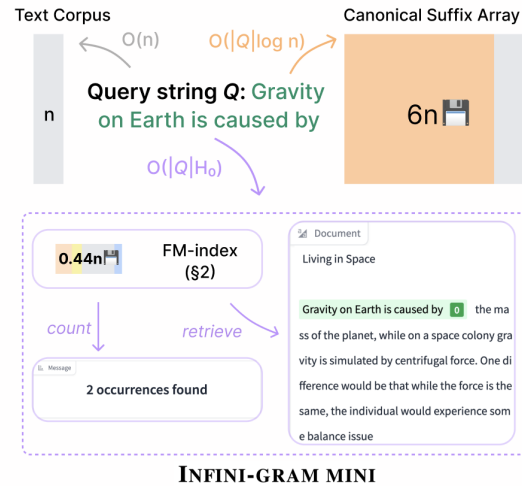 Text Corpus
Canonical Suffix Array
O(n)
O(|Q|log n)
n
Query string Q: Gravity
on Earth is caused by
6n
O(|Q|H₀)
0.44n
FM-index
(§2)
count
retrieve
Message
2 occurrences found
Document
Living in Space
Gravity on Earth is caused by 0 the ma
ss of the planet, while on a space colony gra
vity is simulated by centrifugal force. One di
fference would be that while the force is the
same, the individual would experience som
e balance issue
INFINI-GRAM MINI